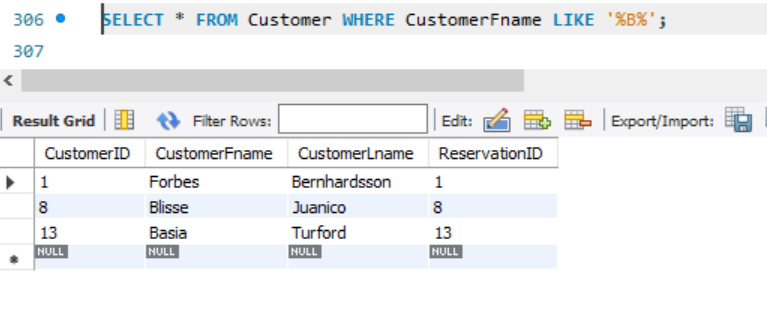 306 SELECT * FROM Customer WHERE CustomerFname LIKE '%B%';
307
Result Grid Filter Rows: Edit: Export/Import:
CustomerID CustomerFname CustomerLname ReservationID
1 Forbes Bernhardsson 1
8 Blisse Juanico 8
13 Basia Turford 13
NULL NULL NULL NULL